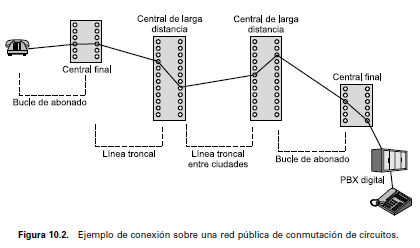 Central de larga
distancia
Central de larga
distancia
Central final
Bucle de abonado
Central final
Línea troncal
Línea troncal
entre ciudades
Bucle de abonado
PBX digital
Figura 10.2. Ejemplo de conexión sobre una red pública de conmutación de circuitos.